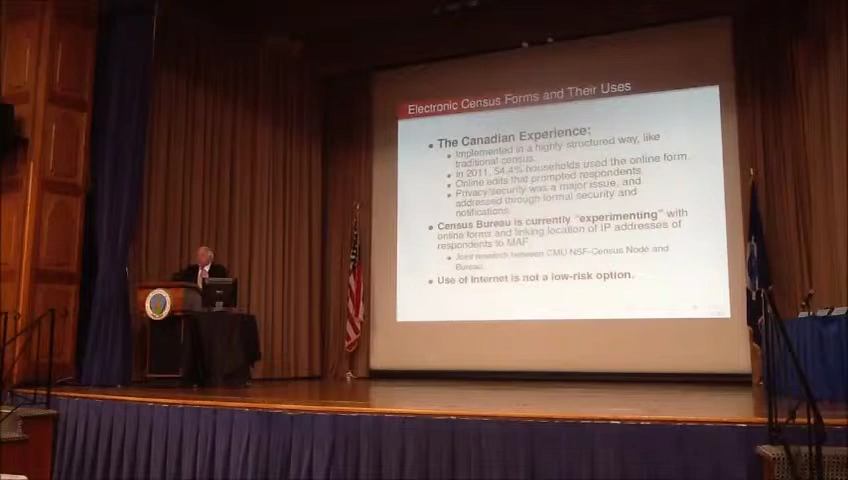 Electronic Census Forms and Their Uses
• The Canadian Experience:
• Implemented in a highly structured way, like
traditional census.
• In 2011, 54.4% households used the online form.
• Online edits that prompted respondents.
• Privacy/security was a major issue, and
addressed through formal security and
notifications.
• Census Bureau is currently "experimenting" with
online forms and linking location of IP addresses of
respondents to MAF.
• Joint research between CMU NSF-Census Node and
Bureau.
• Use of Internet is not a low-risk option.